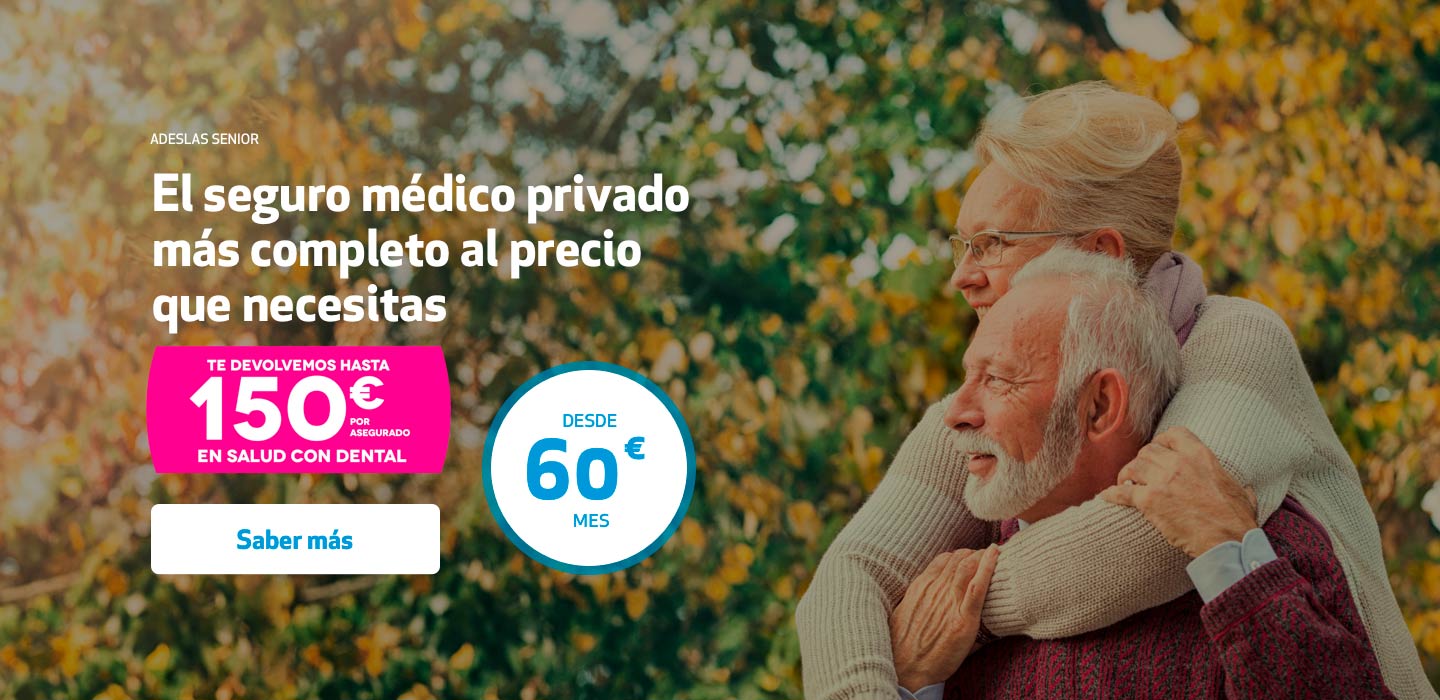 ADESLAS SENIOR
El seguro médico privado
más completo al precio
que necesitas
TE DEVOLVEMOS HASTA
150€
POR
ASEGURADO
EN SALUD CON DENTAL
DESDE
60€
MES
Saber más